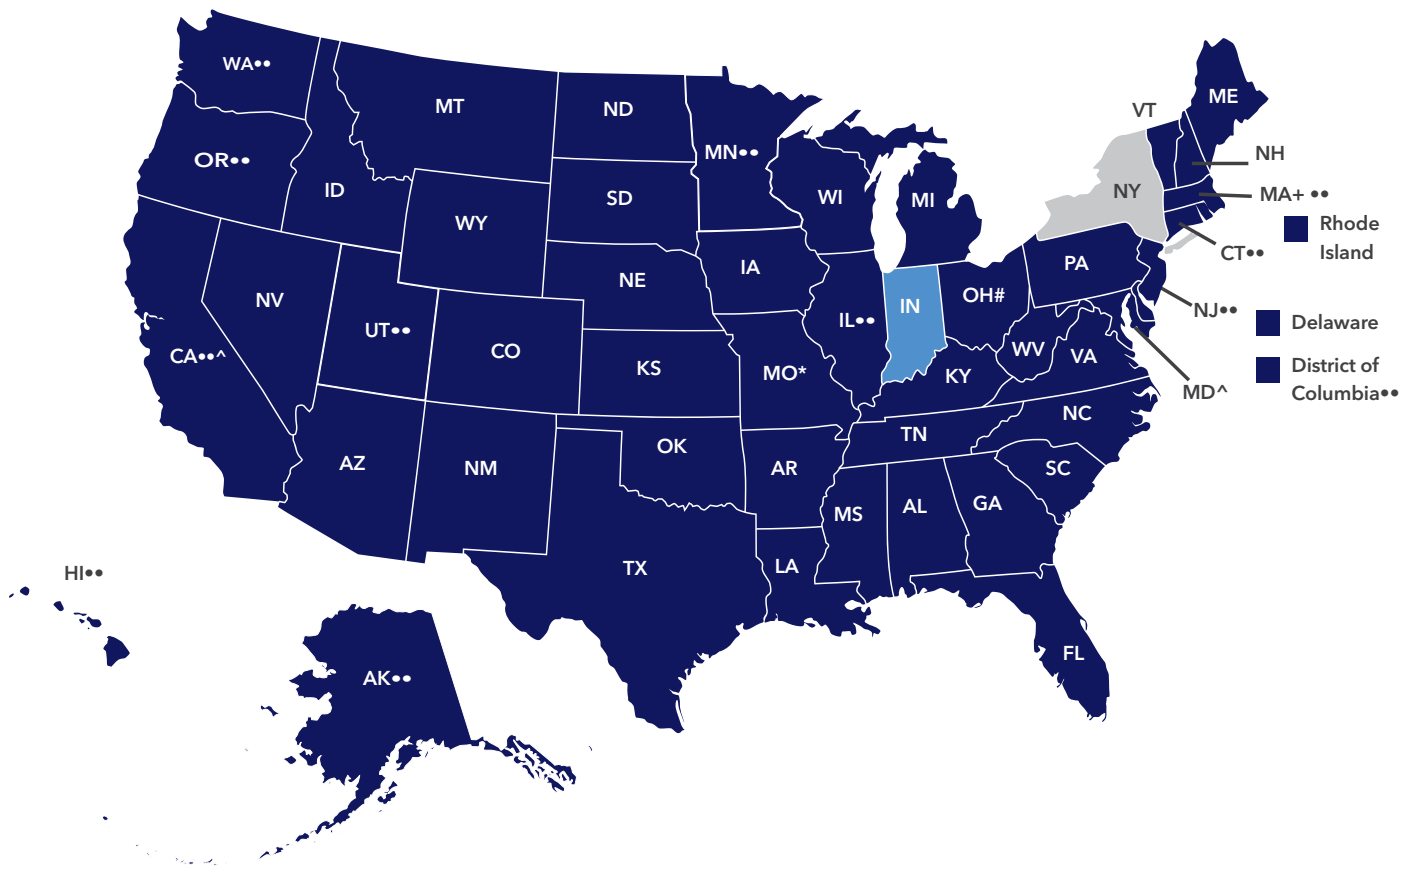 WA••
MT
ND
MN••
ME
VT
NH
OR••
ID
SD
WI
MI
NY
MA+ ••
WY
Rhode
Island
CT••
PA
IA
NE
NV
OH#
IN
NJ••
UT••
IL••
Delaware
CA••^
CO
KS
MO*
WV
VA
KY
MD^
District of
Columbia••
NC
TN
OK
AZ
NM
AR
SC
MS
AL
GA
TX
LA
HI••
FL
AK••